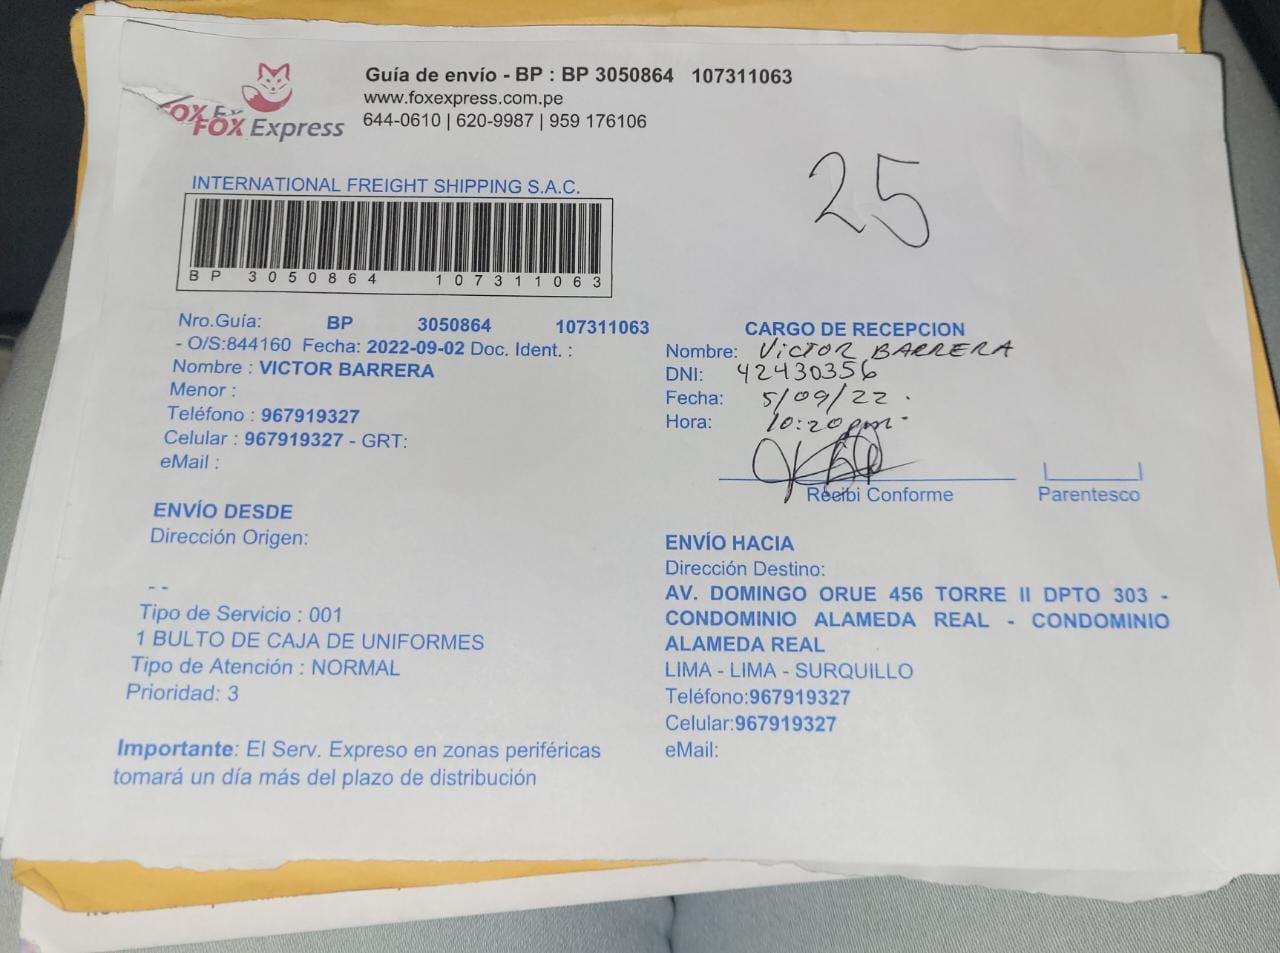 Guía de envío - BP : BP 3050864 107311063
www.foxexpress.com.pe
644-0610 | 620-9987 | 959 176106
FOX EX
FOX Express
25
INTERNATIONAL FREIGHT SHIPPING S.A.C.
BP 3050864 107311063
Nro.Guía: BP 3050864 107311063
- O/S:844160 Fecha: 2022-09-02 Doc. Ident. :
Nombre : VICTOR BARRERA
Menor :
Teléfono : 967919327
Celular : 967919327 - GRT:
eMail :
CARGO DE RECEPCION
Nombre: VICTOR BARRERA
DNI: 42430356
Fecha: 5/09/22.
Hora: 10:20pm.
Recibi Conforme
Parentesco
ENVÍO DESDE
Dirección Origen:
- -
Tipo de Servicio : 001
1 BULTO DE CAJA DE UNIFORMES
Tipo de Atención : NORMAL
Prioridad: 3
ENVÍO HACIA
Dirección Destino:
AV. DOMINGO ORUE 456 TORRE II DPTO 303 -
CONDOMINIO ALAMEDA REAL - CONDOMINIO
ALAMEDA REAL
LIMA - LIMA - SURQUILLO
Teléfono:967919327
Celular:967919327
eMail:
Importante: El Serv. Expreso en zonas periféricas
tomará un día más del plazo de distribución